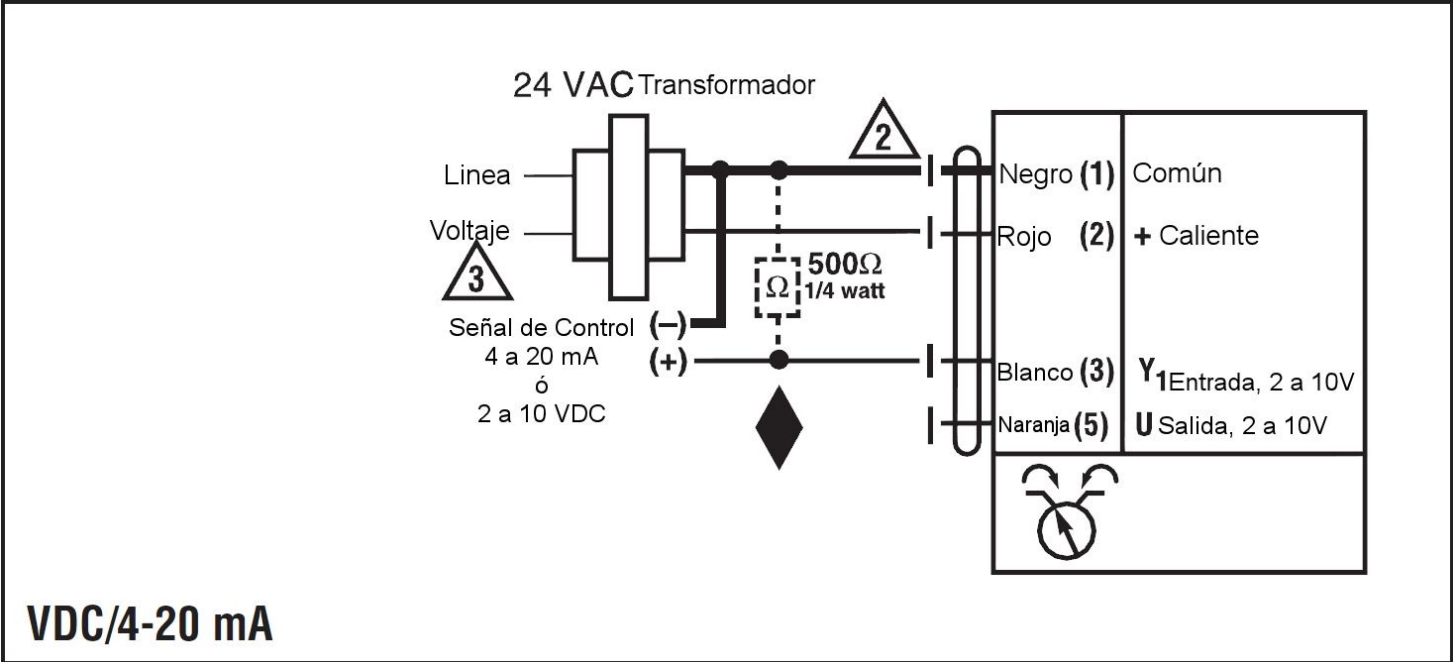 24 VAC Transformador
2
Linea
Voltaje
3
500Ω
Ω
1/4 watt
Señal de Control (–)
4 a 20 mA (+)
ó
2 a 10 VDC
Negro (1) Común
Rojo (2) + Caliente
Blanco (3) Y1 Entrada, 2 a 10V
Naranja (5) U Salida, 2 a 10V
VDC/4-20 mA